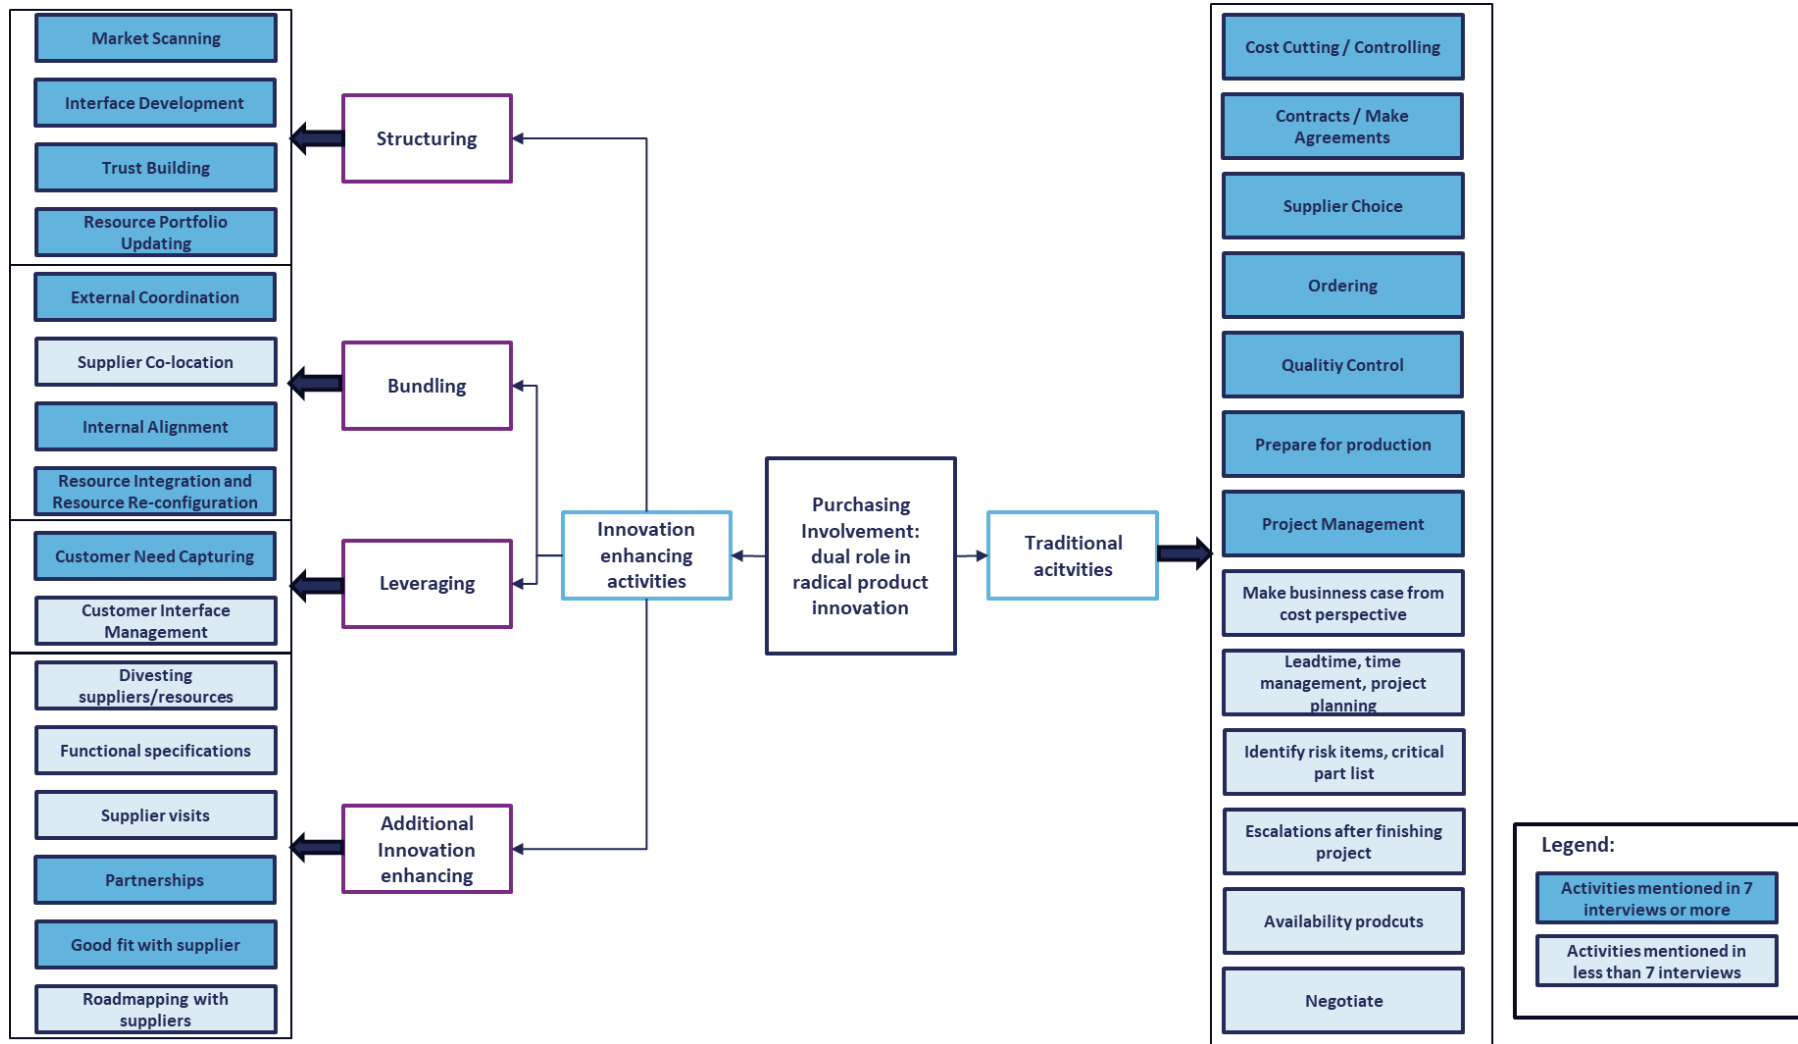 Market Scanning
Interface Development
Trust Building
Resource Portfolio
Updating
External Coordination
Supplier Co-location
Internal Alignment
Resource Integration and
Resource Re-configuration
Customer Need Capturing
Customer Interface
Management
Divesting
suppliers/resources
Functional specifications
Supplier visits
Partnerships
Good fit with supplier
Roadmapping with
suppliers
Structuring
Bundling
Leveraging
Additional
Innovation
enhancing
Innovation
enhancing
activities
Purchasing
Involvement:
dual role in
radical product
innovation
Traditional
acitvities
Cost Cutting / Controlling
Contracts / Make
Agreements
Supplier Choice
Ordering
Qualitiy Control
Prepare for production
Project Management
Make businness case from
cost perspective
Leadtime, time
management, project
planning
Identify risk items, critical
part list
Escalations after finishing
project
Availability prodcuts
Negotiate
Legend:
Activities mentioned in 7
interviews or more
Activities mentioned in
less than 7 interviews